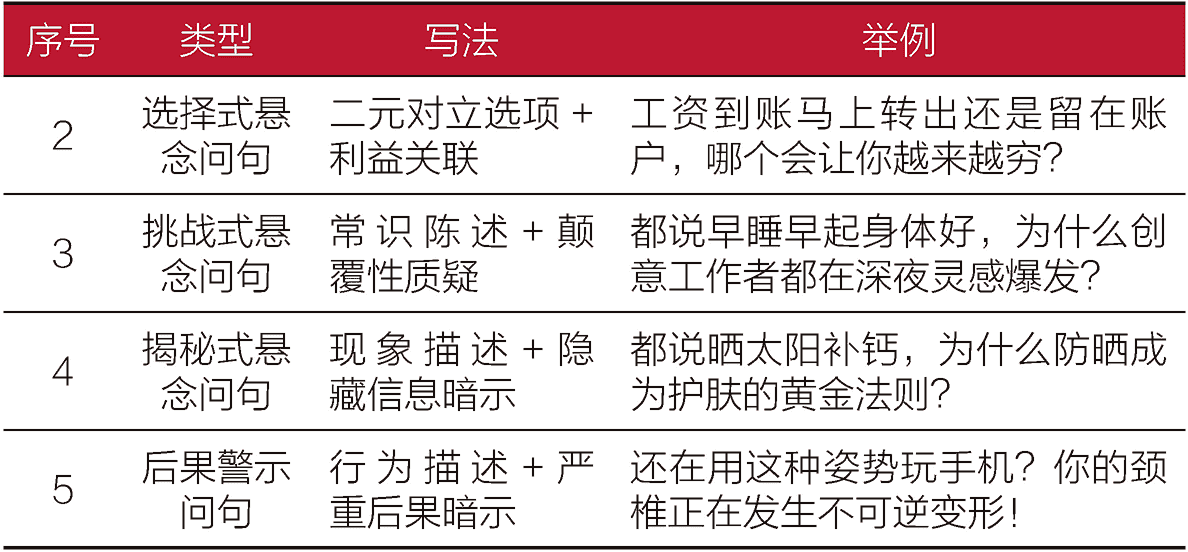 序号 类型 写法 举例
2 选择式悬念问句 二元对立选项+利益关联 工资到账马上转出还是留在账户，哪个会让你越来越穷？
3 挑战式悬念问句 常识陈述+颠覆性质疑 都说早睡早起身体好，为什么创意工作者都在深夜灵感爆发？
4 揭秘式悬念问句 现象描述+隐藏信息暗示 都说晒太阳补钙，为什么防晒成为护肤的黄金法则？
5 后果警示问句 行为描述+严重后果暗示 还在用这种姿势玩手机？你的颈椎正在发生不可逆变形！